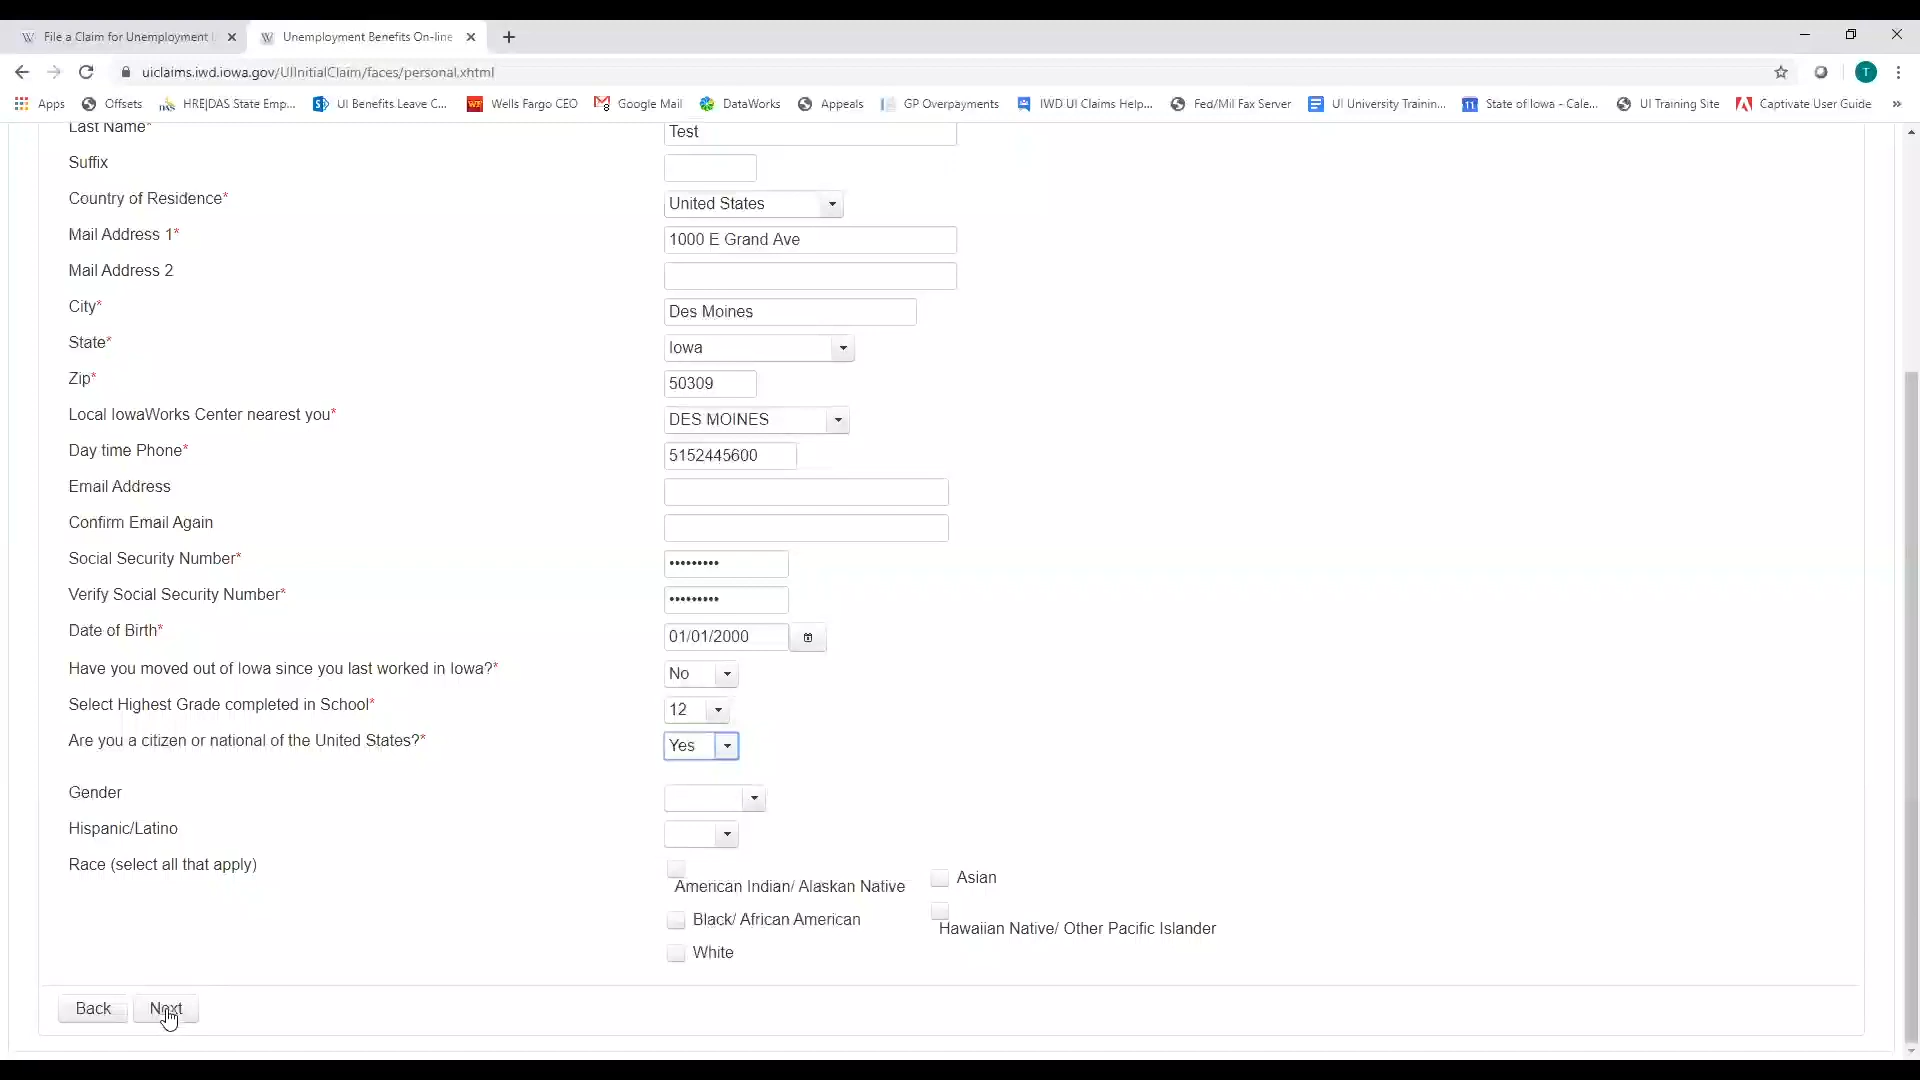 File a Claim for Unemployment
Unemployment Benefits On-line
uiclaims.iwd.iowa.gov/UIInitialClaim/faces/personal.xhtml
T
Apps
Offsets
HRE|DAS State Emp...
UI Benefits Leave C...
Wells Fargo CEO
Google Mail
DataWorks
Appeals
GP Overpayments
IWD UI Claims Help...
Fed/Mil Fax Server
UI University Trainin...
State of Iowa - Cale...
UI Training Site
Captivate User Guide
»
Last Name* Test
Suffix
Country of Residence* United States
Mail Address 1* 1000 E Grand Ave
Mail Address 2
City* Des Moines
State* Iowa
Zip* 50309
Local IowaWorks Center nearest you* DES MOINES
Day time Phone* 5152445600
Email Address
Confirm Email Again
Social Security Number* •••••••••
Verify Social Security Number* •••••••••
Date of Birth* 01/01/2000
Have you moved out of Iowa since you last worked in Iowa?* No
Select Highest Grade completed in School* 12
Are you a citizen or national of the United States?* Yes
Gender
Hispanic/Latino
Race (select all that apply)
American Indian/ Alaskan Native
Asian
Black/ African American
Hawaiian Native/ Other Pacific Islander
White
Back Next